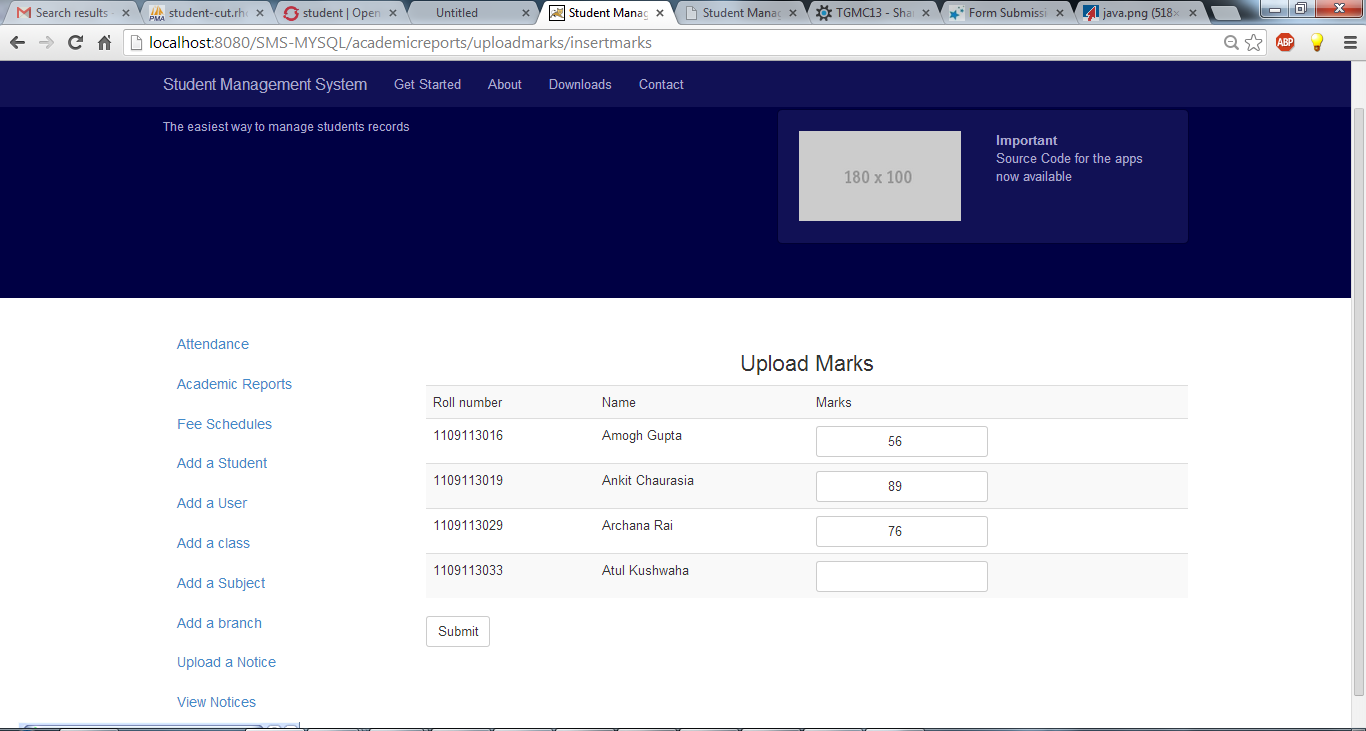 Search results -
student-cut.rh
student | Open
Untitled
Student Manag
Student Manag
TGMC13 - Sha
Form Submissi
java.png (518×
localhost:8080/SMS-MYSQL/academicreports/uploadmarks/insertmarks
ABP
Student Management System Get Started About Downloads Contact
The easiest way to manage students records
180 x 100
Important
Source Code for the apps
now available
Attendance
Academic Reports
Fee Schedules
Add a Student
Add a User
Add a class
Add a Subject
Add a branch
Upload a Notice
View Notices
Upload Marks
Roll number Name Marks
1109113016 Amogh Gupta 56
1109113019 Ankit Chaurasia 89
1109113029 Archana Rai 76
1109113033 Atul Kushwaha
Submit